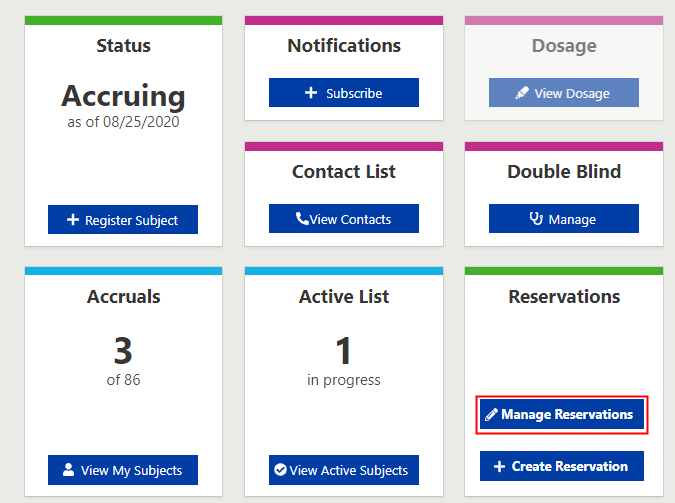 Status
Accruing
as of 08/25/2020
Register Subject
Notifications
Subscribe
Dosage
View Dosage
Contact List
View Contacts
Double Blind
Manage
Accruals
3
of 86
View My Subjects
Active List
1
in progress
View Active Subjects
Reservations
Manage Reservations
Create Reservation